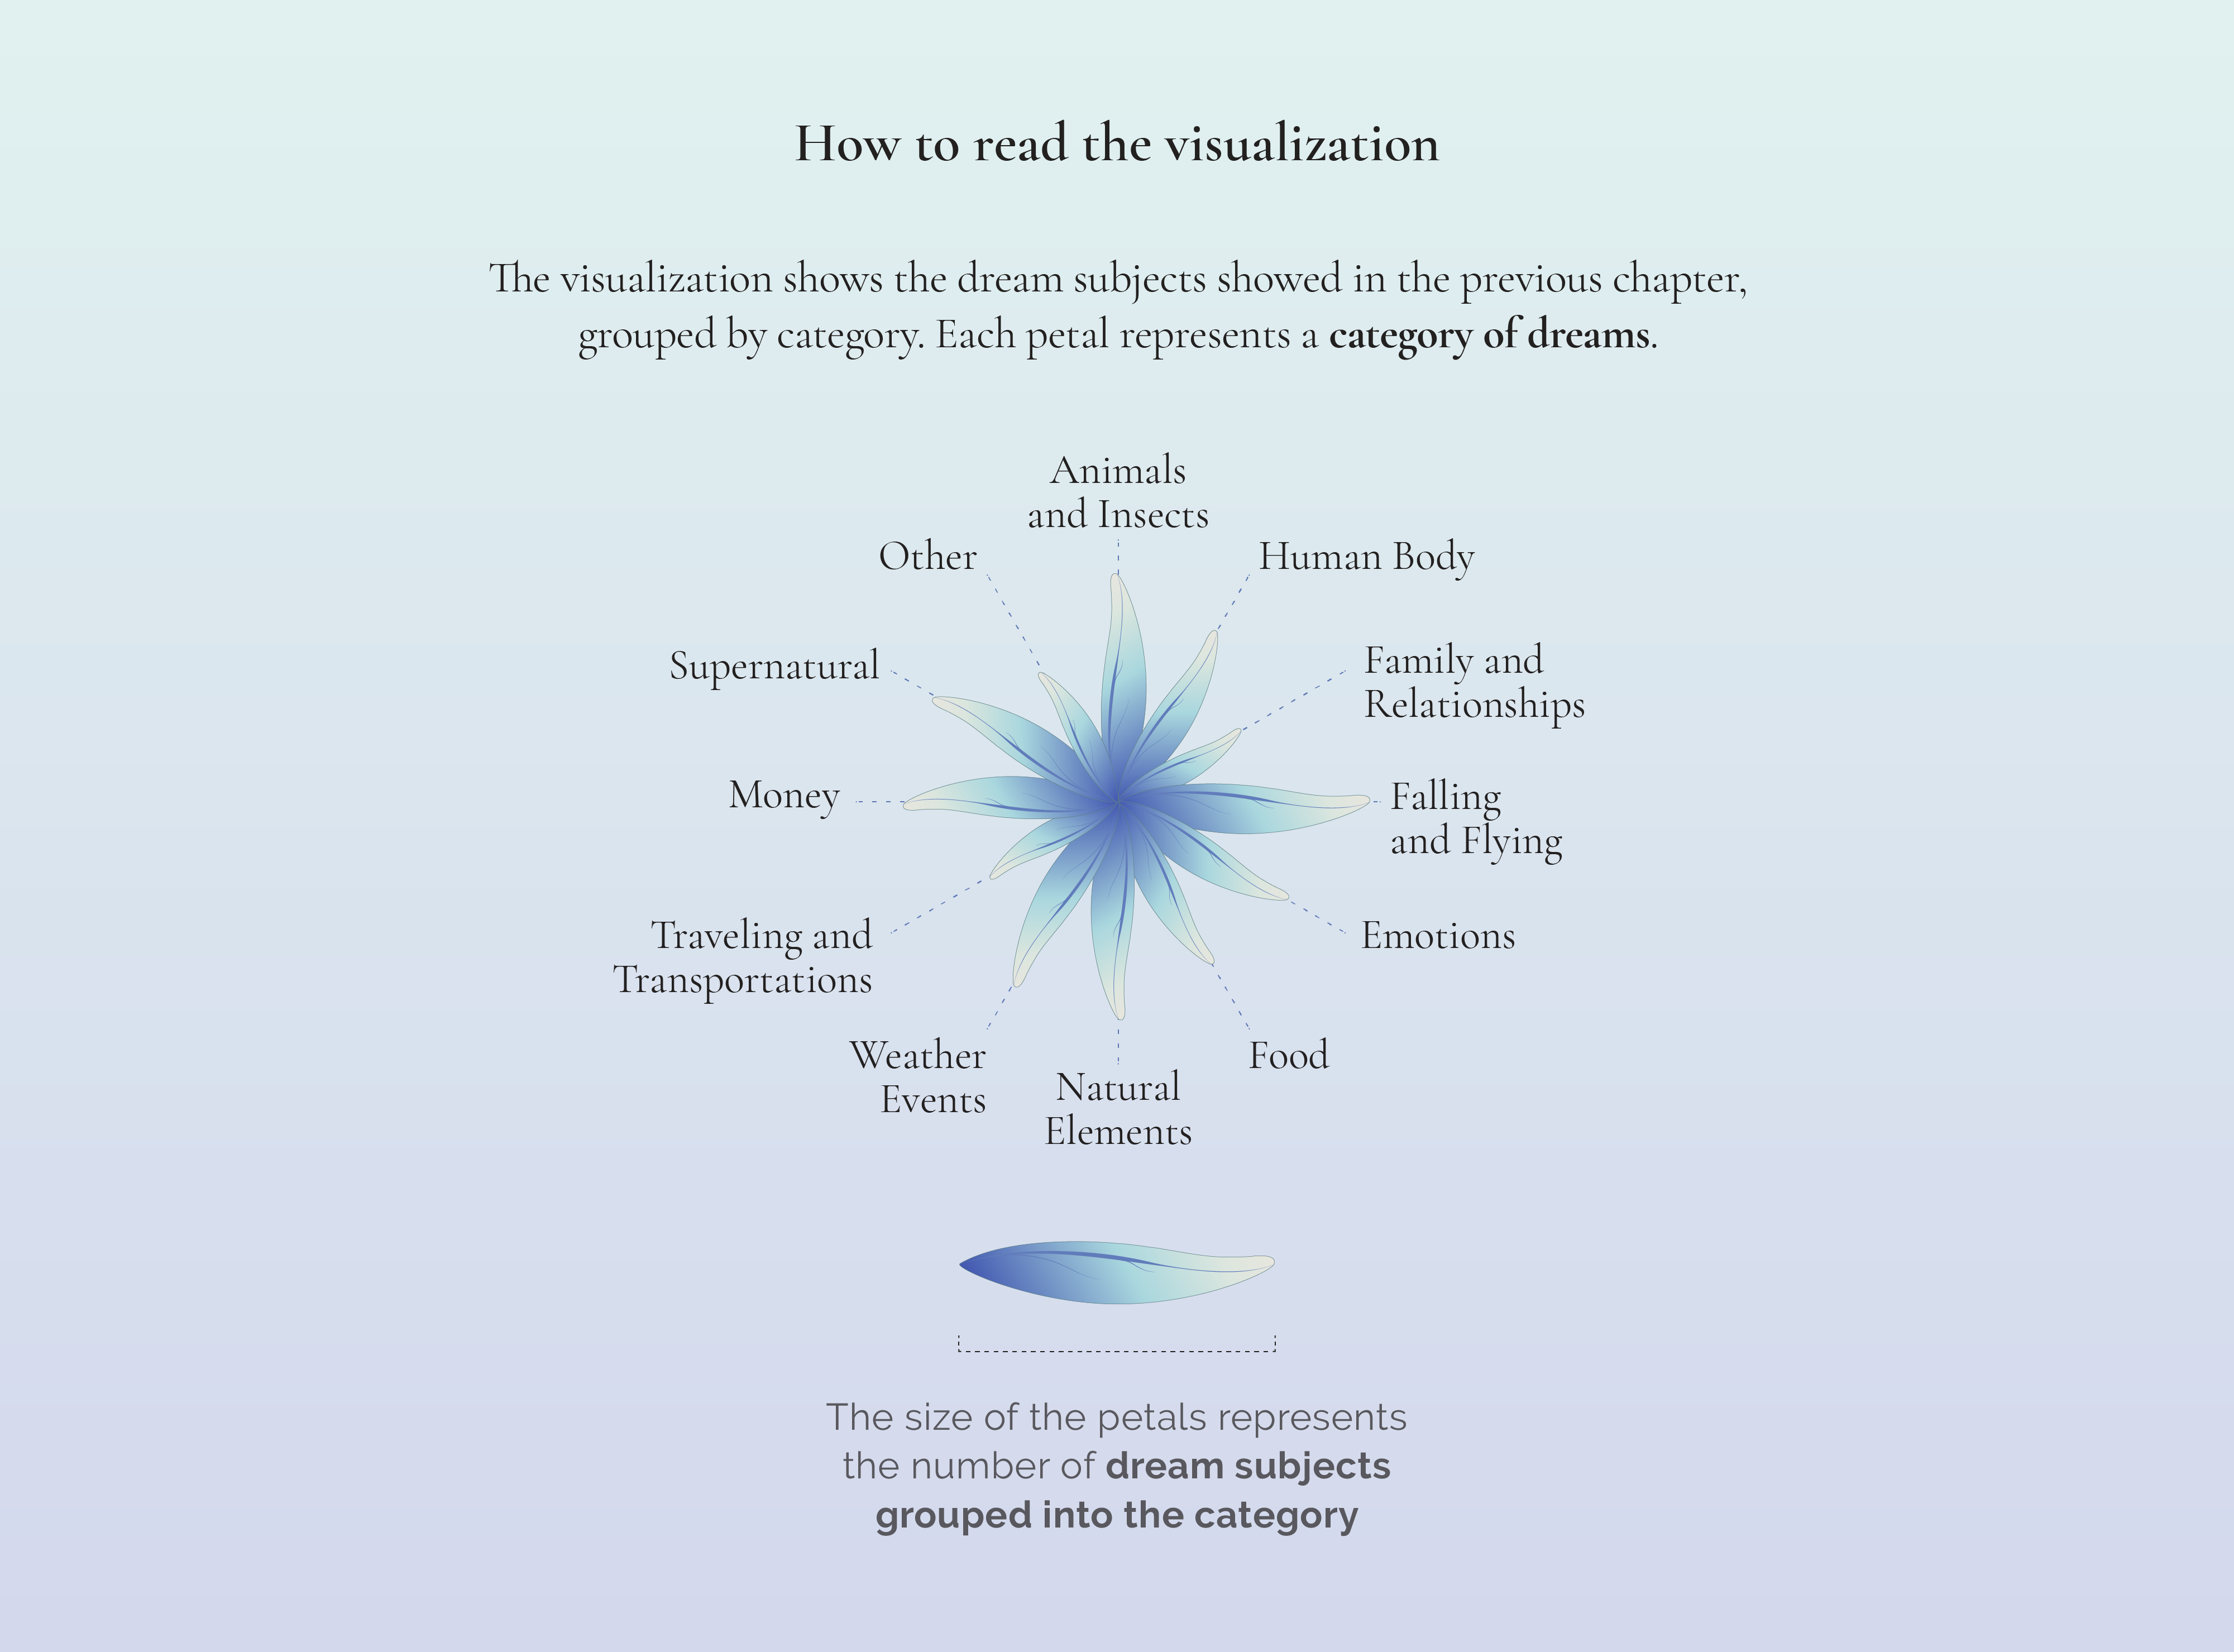 How to read the visualization
The visualization shows the dream subjects showed in the previous chapter,
grouped by category. Each petal represents a category of dreams.
Animals
and Insects
Other
Human Body
Supernatural
Family and
Relationships
Money
Falling
and Flying
Traveling and
Transportations
Emotions
Weather
Events
Natural
Elements
Food
The size of the petals represents
the number of dream subjects
grouped into the category